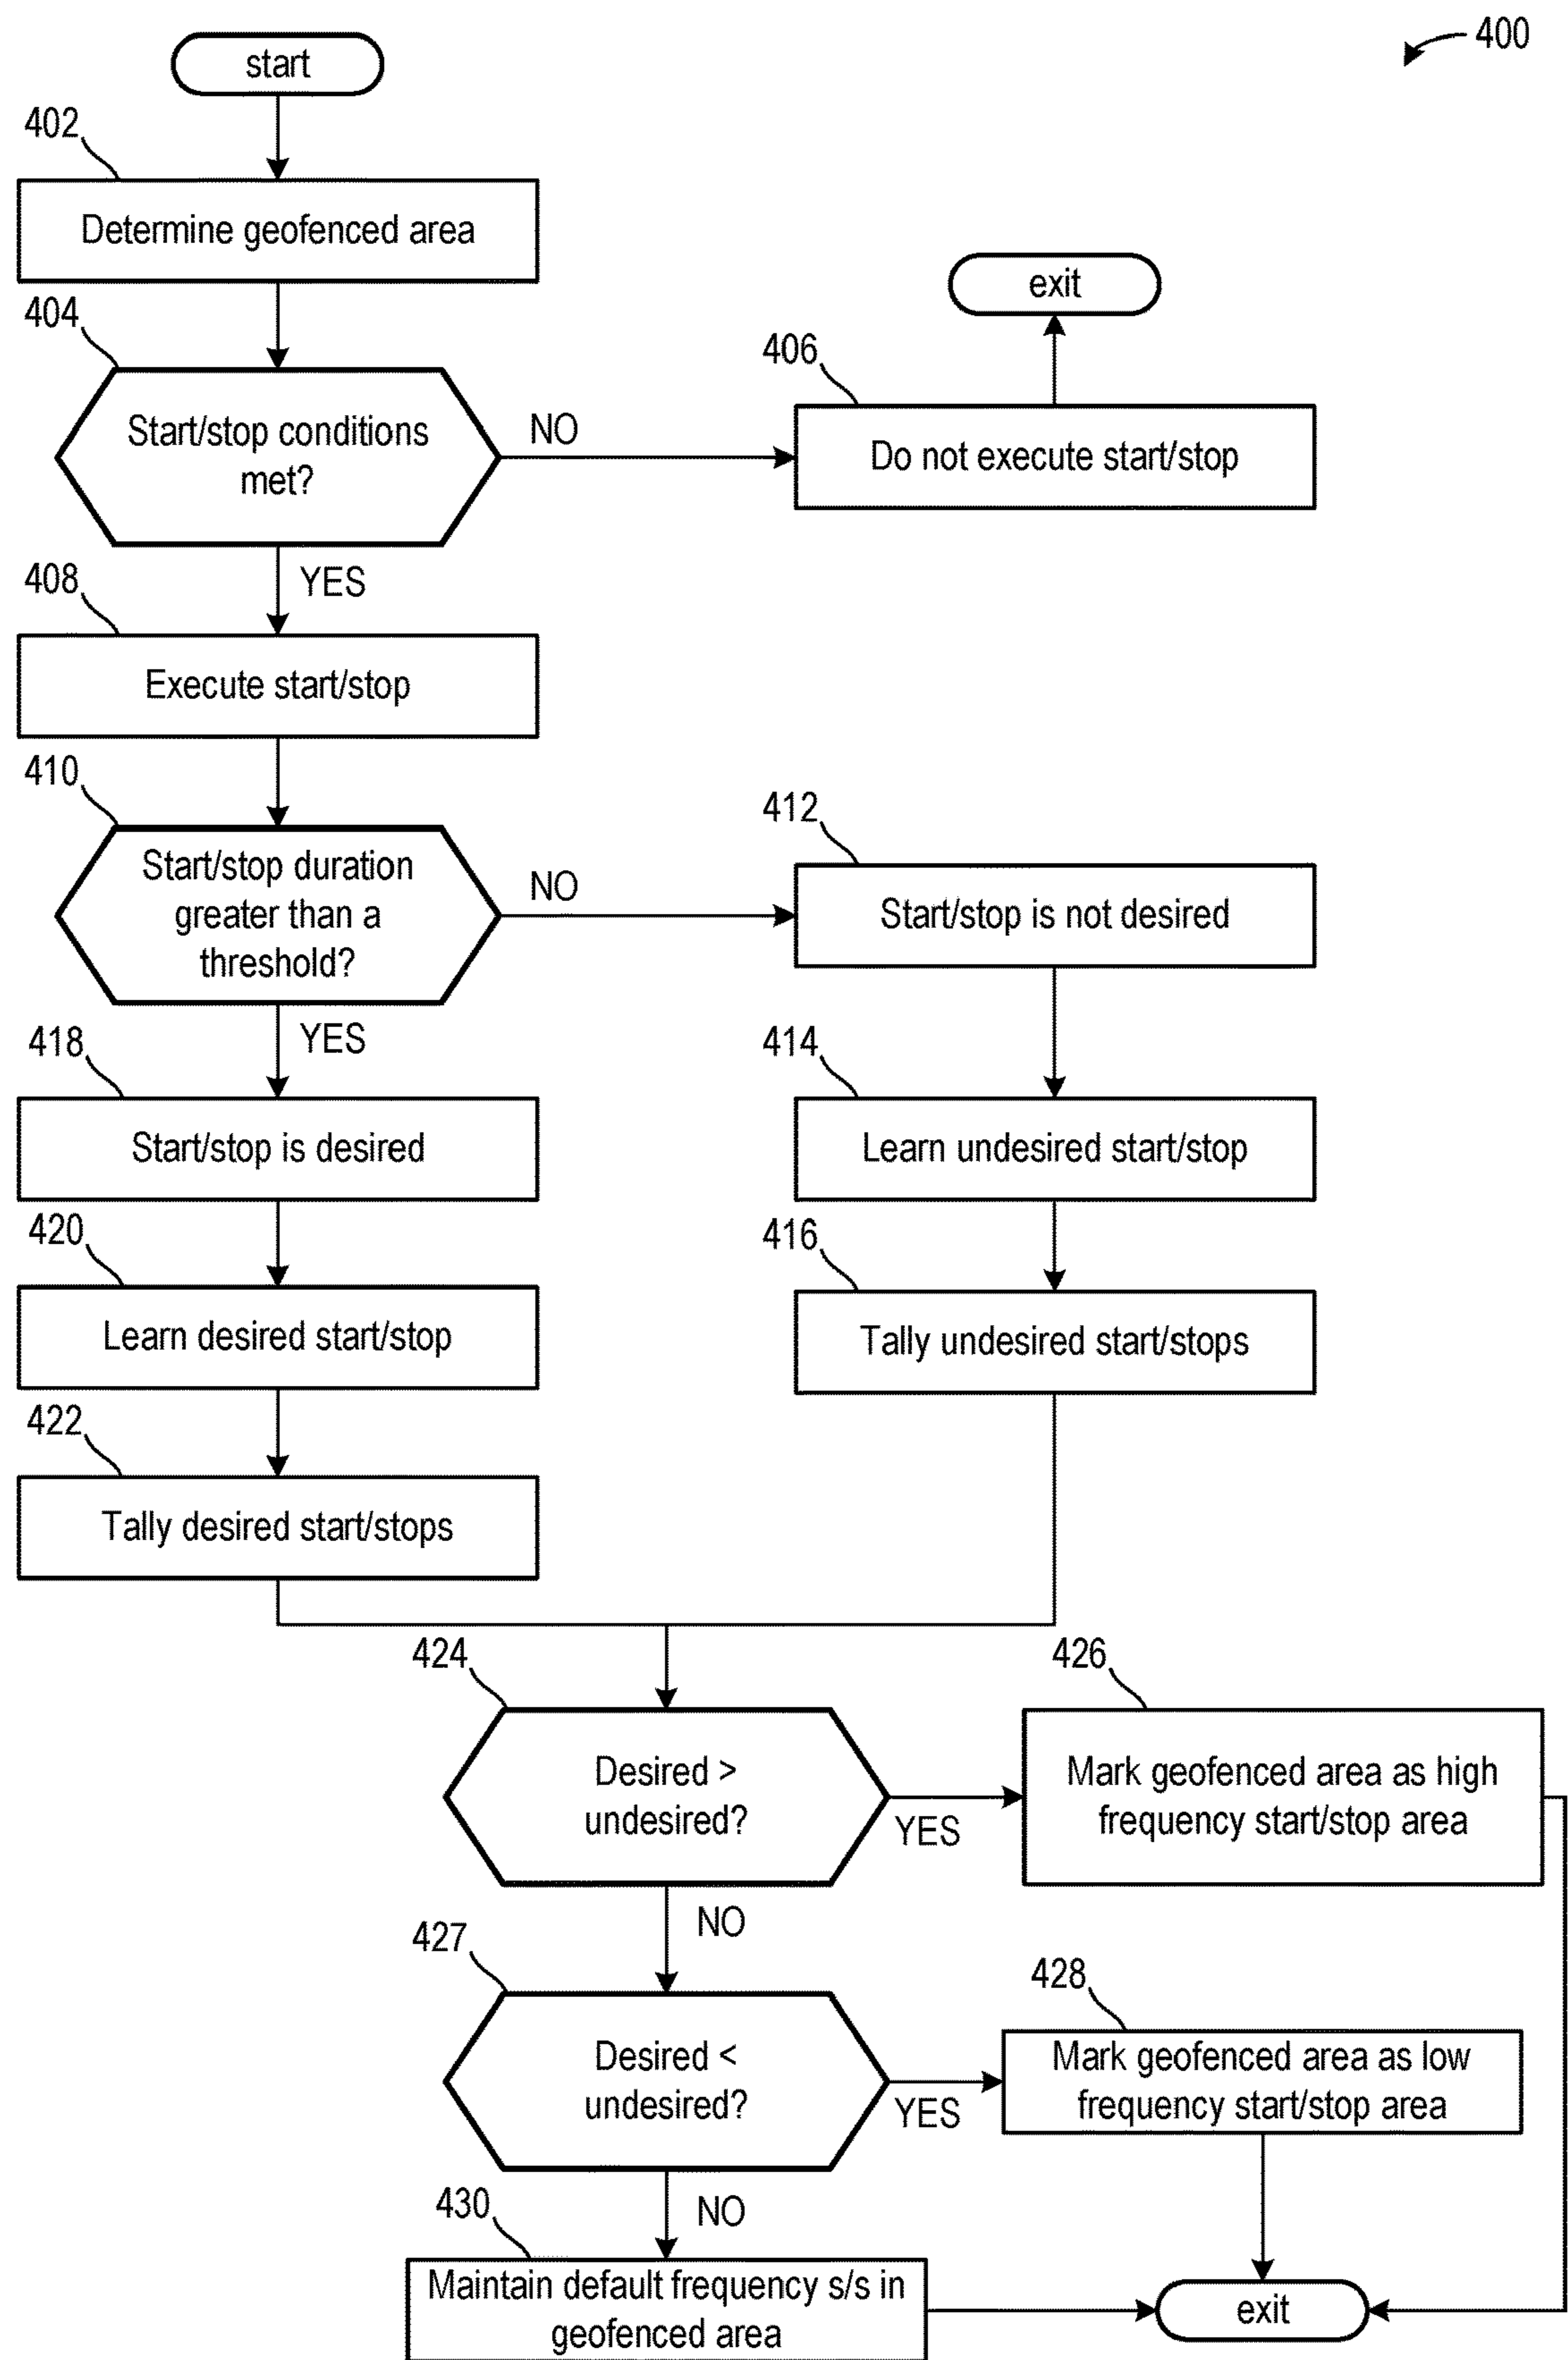 400
start
402
Determine geofenced area
404
Start/stop conditions
met?
NO
exit
406
Do not execute start/stop
YES
408
Execute start/stop
410
Start/stop duration
greater than a
threshold?
NO
412
Start/stop is not desired
YES
418
Start/stop is desired
414
Learn undesired start/stop
420
Learn desired start/stop
416
Tally undesired start/stops
422
Tally desired start/stops
424
Desired >
undesired?
YES
426
Mark geofenced area as high
frequency start/stop area
NO
427
Desired <
undesired?
YES
428
Mark geofenced area as low
frequency start/stop area
NO
430
Maintain default frequency s/s in
geofenced area
exit